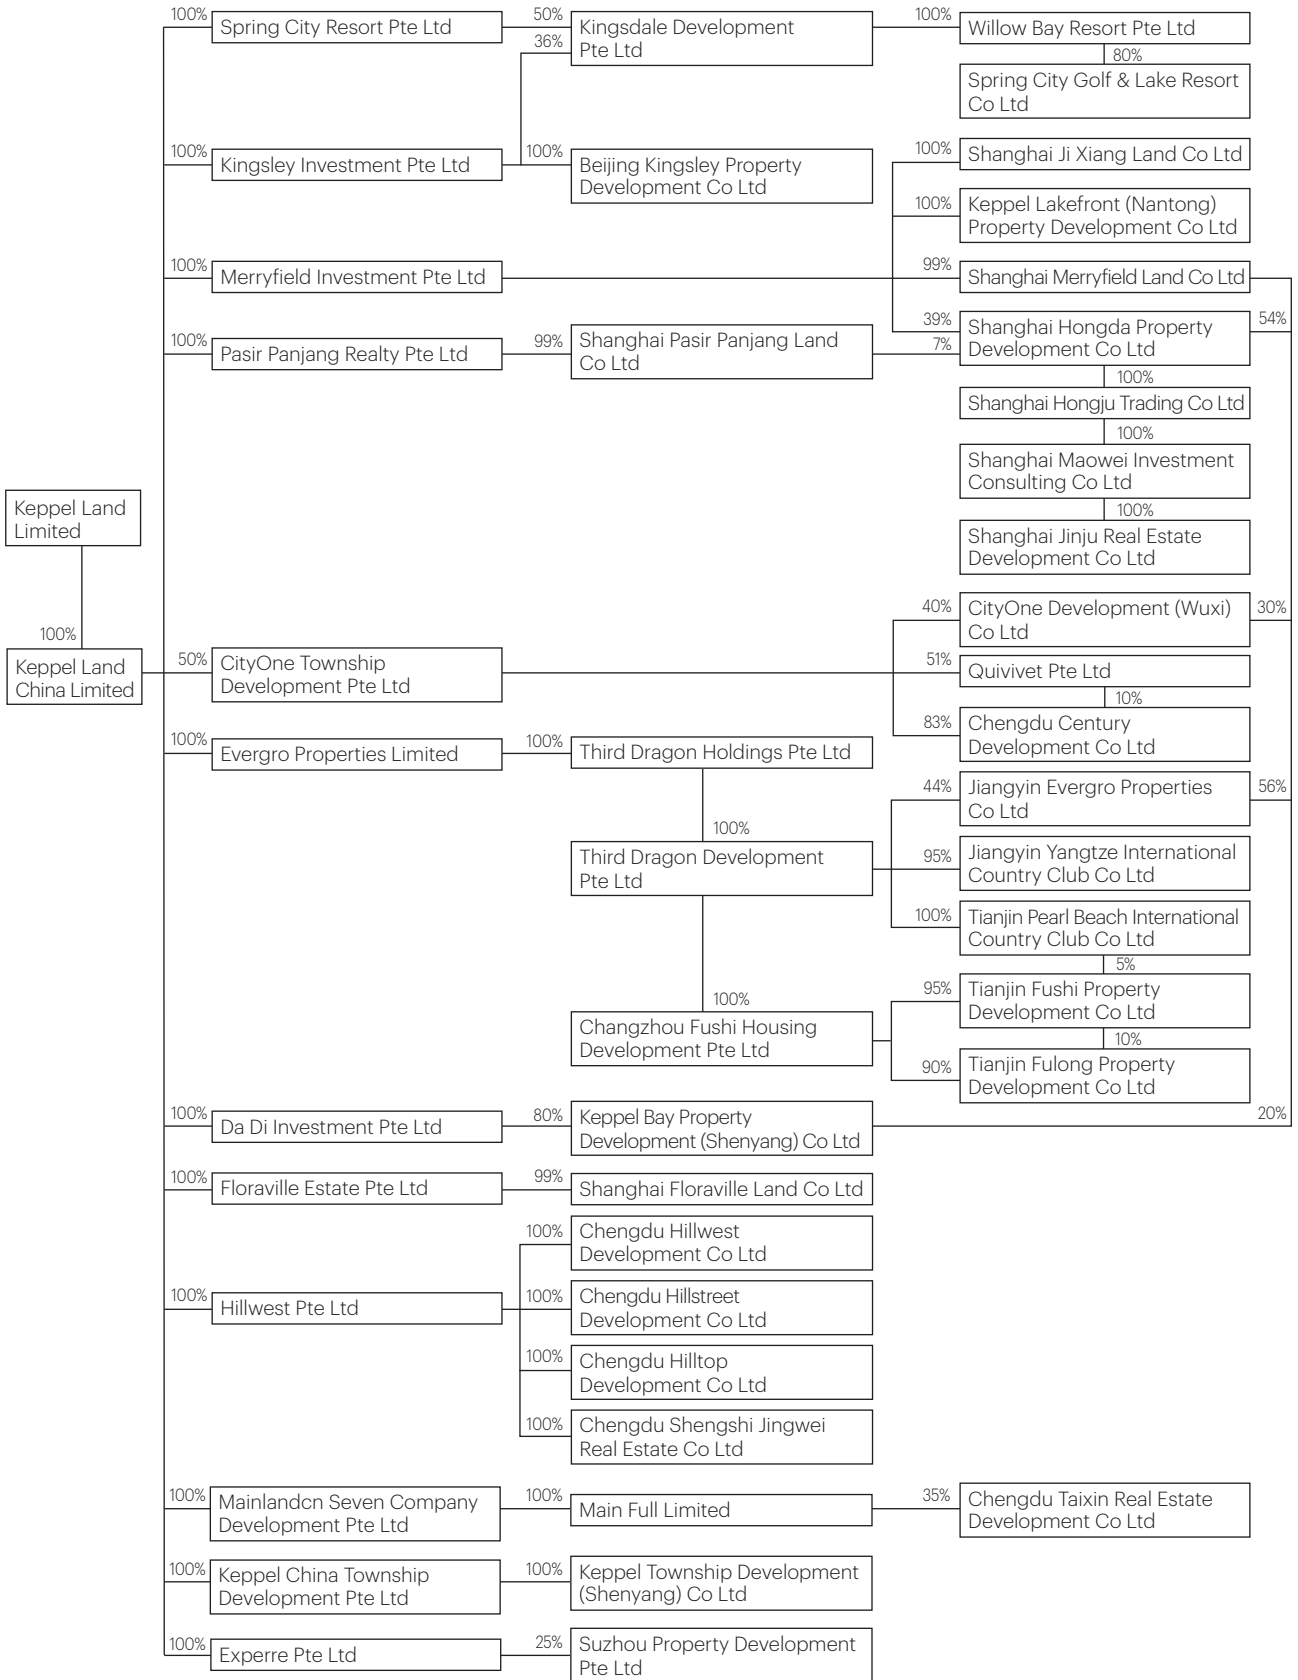 100%
Spring City Resort Pte Ltd
50%
36%
Kingsdale Development
Pte Ltd
100%
Willow Bay Resort Pte Ltd
80%
Spring City Golf & Lake Resort
Co Ltd
100%
Kingsley Investment Pte Ltd
100%
Beijing Kingsley Property
Development Co Ltd
100%
Shanghai Ji Xiang Land Co Ltd
100%
Keppel Lakefront (Nantong)
Property Development Co Ltd
100%
Merryfield Investment Pte Ltd
99%
Shanghai Merryfield Land Co Ltd
100%
Pasir Panjang Realty Pte Ltd
99%
Shanghai Pasir Panjang Land
Co Ltd
39%
7%
Shanghai Hongda Property
Development Co Ltd
54%
100%
Shanghai Hongju Trading Co Ltd
100%
Shanghai Maowei Investment
Consulting Co Ltd
100%
Shanghai Jinju Real Estate
Development Co Ltd
Keppel Land
Limited
100%
Keppel Land
China Limited
50%
CityOne Township
Development Pte Ltd
40%
CityOne Development (Wuxi)
Co Ltd
30%
51%
Quivivet Pte Ltd
10%
83%
Chengdu Century
Development Co Ltd
100%
Evergro Properties Limited
100%
Third Dragon Holdings Pte Ltd
100%
Third Dragon Development
Pte Ltd
44%
Jiangyin Evergro Properties
Co Ltd
56%
95%
Jiangyin Yangtze International
Country Club Co Ltd
100%
Tianjin Pearl Beach International
Country Club Co Ltd
5%
100%
Changzhou Fushi Housing
Development Pte Ltd
95%
Tianjin Fushi Property
Development Co Ltd
10%
90%
Tianjin Fulong Property
Development Co Ltd
100%
Da Di Investment Pte Ltd
80%
Keppel Bay Property
Development (Shenyang) Co Ltd
20%
100%
Floraville Estate Pte Ltd
99%
Shanghai Floraville Land Co Ltd
100%
Hillwest Pte Ltd
100%
Chengdu Hillwest
Development Co Ltd
100%
Chengdu Hillstreet
Development Co Ltd
100%
Chengdu Hilltop
Development Co Ltd
100%
Chengdu Shengshi Jingwei
Real Estate Co Ltd
100%
Mainlandcn Seven Company
Development Pte Ltd
100%
Main Full Limited
35%
Chengdu Taixin Real Estate
Development Co Ltd
100%
Keppel China Township
Development Pte Ltd
100%
Keppel Township Development
(Shenyang) Co Ltd
100%
Experre Pte Ltd
25%
Suzhou Property Development
Pte Ltd